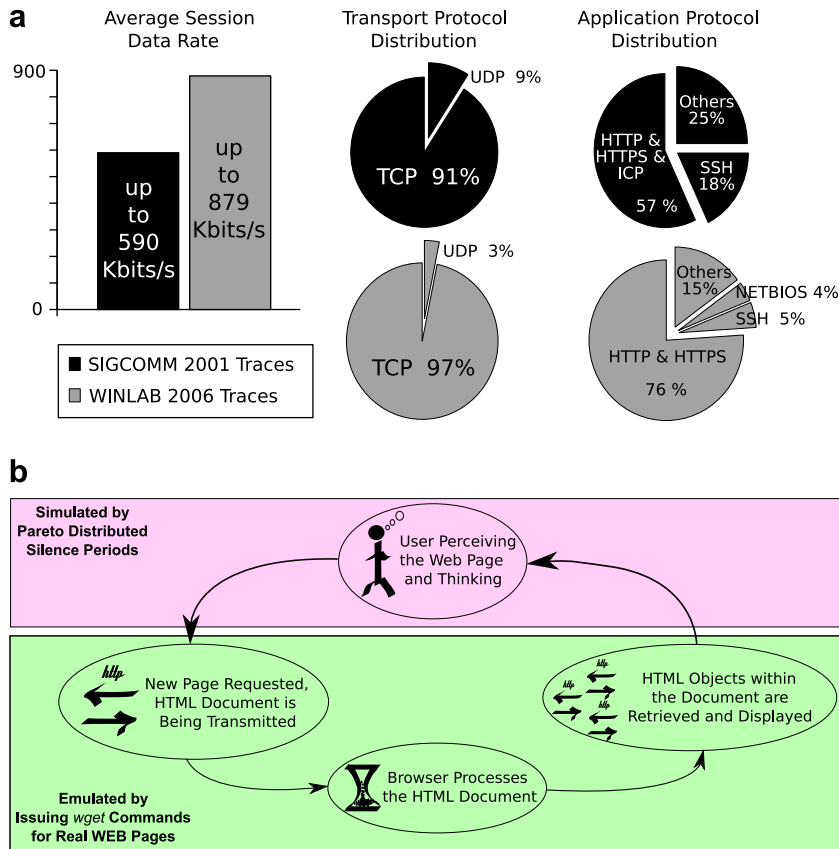 a
Average Session
Data Rate
900
0
up
to
590
Kbits/s
up
to
879
Kbits/s
SIGCOMM 2001 Traces
WINLAB 2006 Traces
Transport Protocol
Distribution
UDP 9%
TCP 91%
UDP 3%
TCP 97%
Application Protocol
Distribution
Others
25%
HTTP &
HTTPS &
ICP
57 %
SSH
18%
Others
15%
NETBIOS 4%
SSH 5%
HTTP & HTTPS
76 %
b
Simulated by
Pareto Distributed
Silence Periods
User Perceiving
the Web Page
and Thinking
http
New Page Requested,
HTML Document is
Being Transmitted
http
http
http
HTML Objects within
the Document are
Retrieved and Displayed
Browser Processes
the HTML Document
Emulated by
Issuing wget Commands
for Real WEB Pages